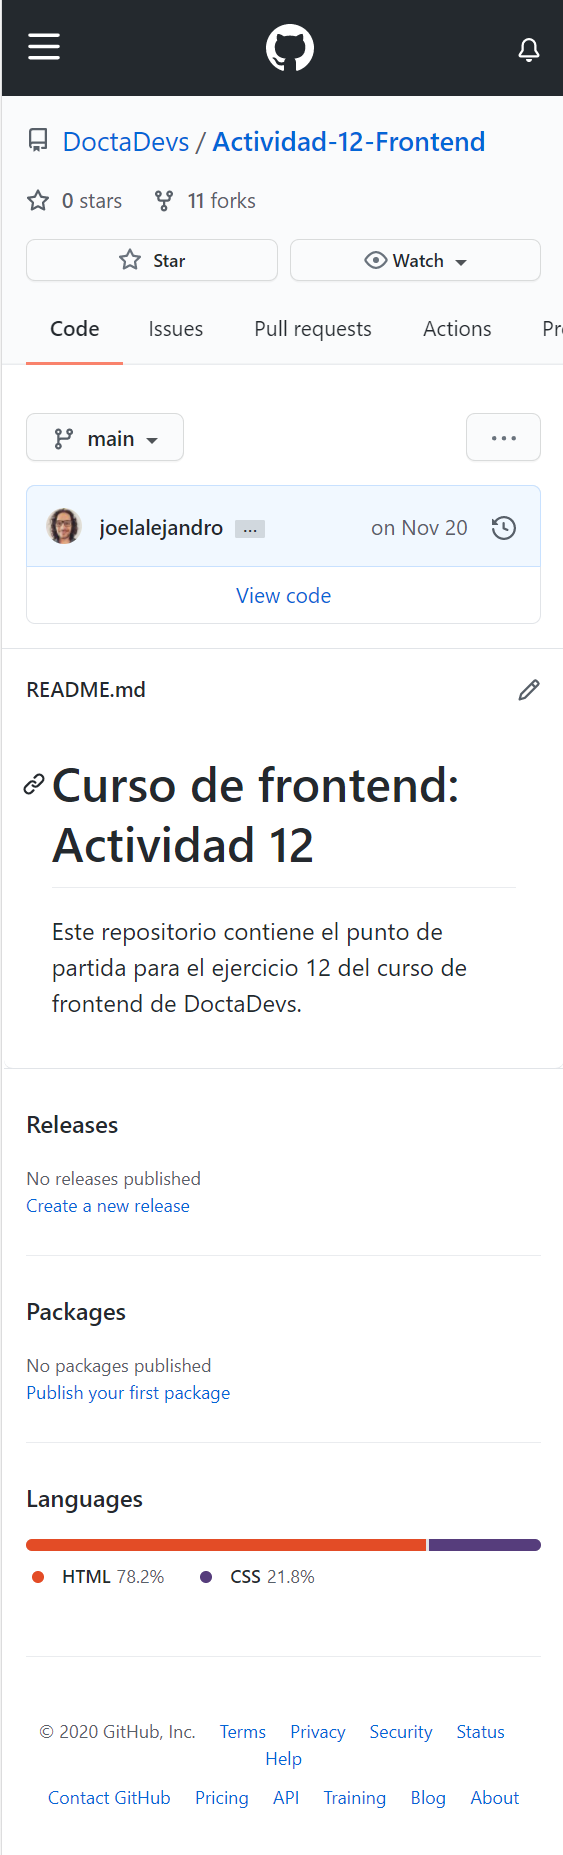 DoctaDevs / Actividad-12-Frontend
0 stars 11 forks
Star Watch
Code Issues Pull requests Actions Pr
main ...
joelalejandro ... on Nov 20
View code
README.md
Curso de frontend:
Actividad 12
Este repositorio contiene el punto de
partida para el ejercicio 12 del curso de
frontend de DoctaDevs.
Releases
No releases published
Create a new release
Packages
No packages published
Publish your first package
Languages
HTML 78.2% CSS 21.8%
© 2020 GitHub, Inc. Terms Privacy Security Status
Help
Contact GitHub Pricing API Training Blog About